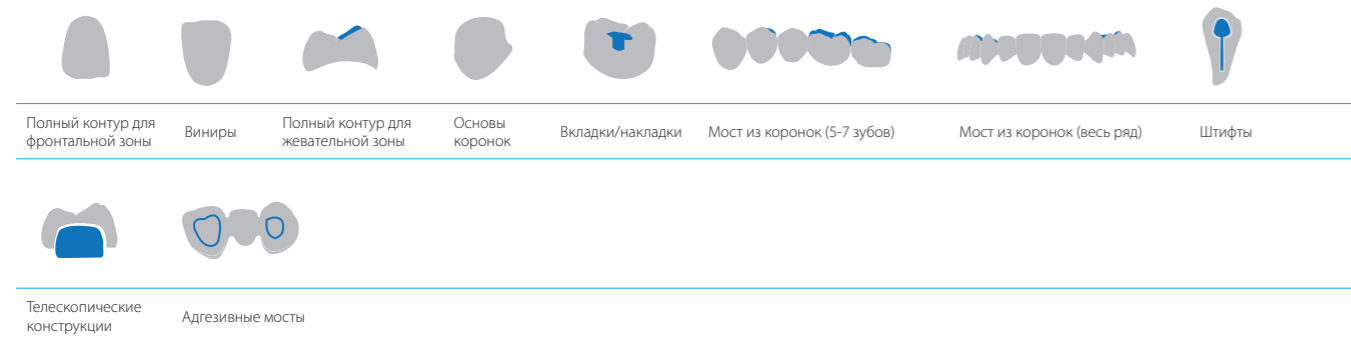 Полный контур для
фронтальной зоны
Виниры
Полный контур для
жевательной зоны
Основы
коронок
Вкладки/накладки
Мост из коронок (5-7 зубов)
Мост из коронок (весь ряд)
Штифты
Телескопические
конструкции
Адгезивные мосты